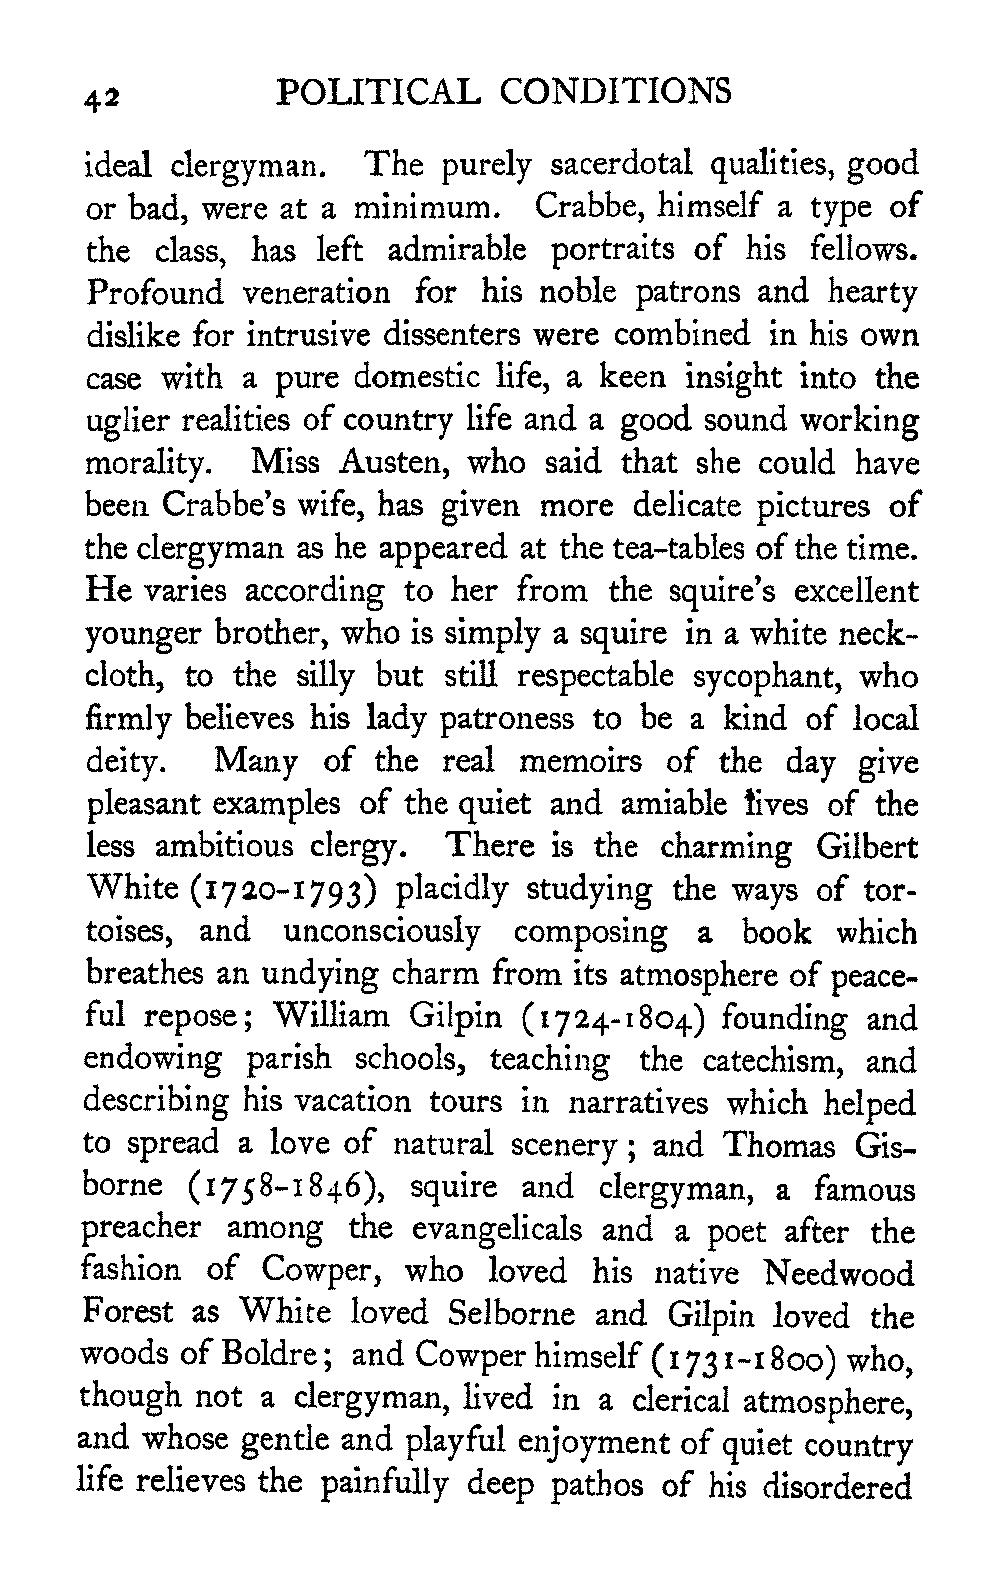 42 POLITICAL CONDITIONS
ideal clergyman. The purely sacerdotal qualities, good
or bad, were at a minimum. Crabbe, himself a type of
the class, has left admirable portraits of his fellows.
Profound veneration for his noble patrons and hearty
dislike for intrusive dissenters were combined in his own
case with a pure domestic life, a keen insight into the
uglier realities of country life and a good sound working
morality. Miss Austen, who said that she could have
been Crabbe's wife, has given more delicate pictures of
the clergyman as he appeared at the tea-tables of the time.
He varies according to her from the squire's excellent
younger brother, who is simply a squire in a white neck-
cloth, to the silly but still respectable sycophant, who
firmly believes his lady patroness to be a kind of local
deity. Many of the real memoirs of the day give
pleasant examples of the quiet and amiable lives of the
less ambitious clergy. There is the charming Gilbert
White (1720-1793) placidly studying the ways of tor-
toises, and unconsciously composing a book which
breathes an undying charm from its atmosphere of peace-
ful repose; William Gilpin (1724-1804) founding and
endowing parish schools, teaching the catechism, and
describing his vacation tours in narratives which helped
to spread a love of natural scenery; and Thomas Gis-
borne (1758-1846), squire and clergyman, a famous
preacher among the evangelicals and a poet after the
fashion of Cowper, who loved his native Needwood
Forest as White loved Selborne and Gilpin loved the
woods of Boldre; and Cowper himself (1731-1800) who,
though not a clergyman, lived in a clerical atmosphere,
and whose gentle and playful enjoyment of quiet country
life relieves the painfully deep pathos of his disordered